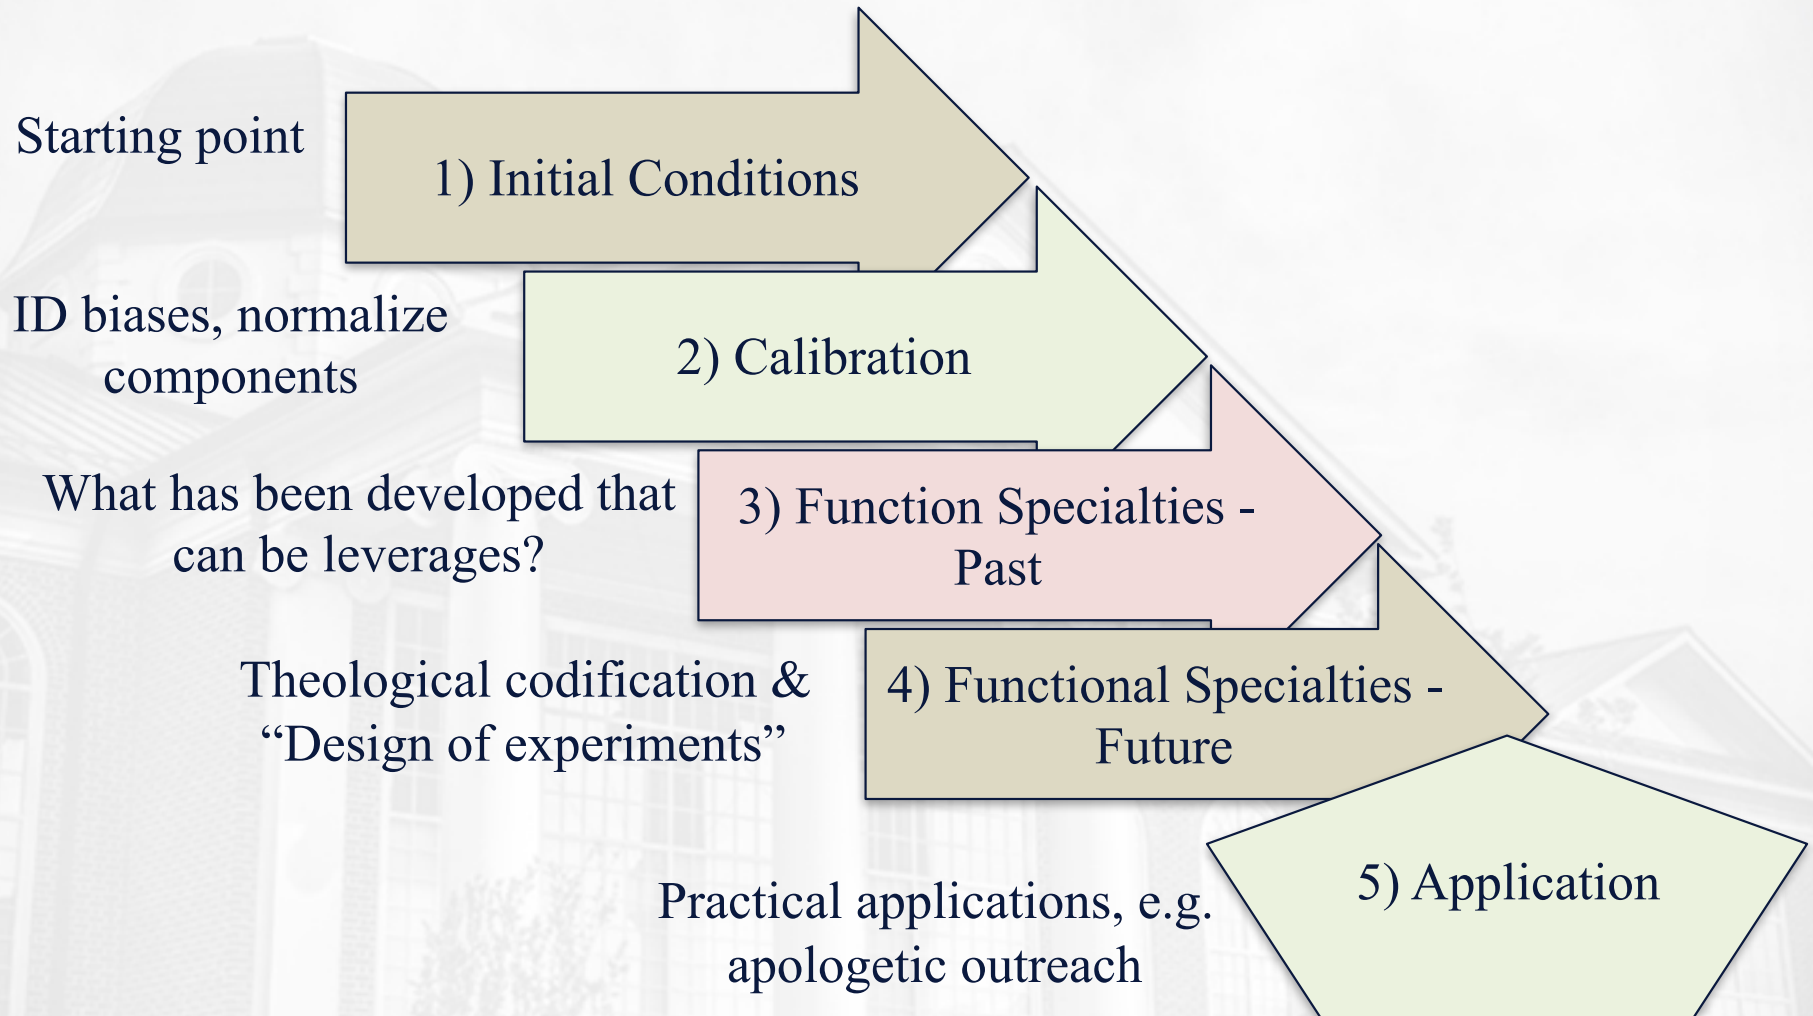 Starting point
1) Initial Conditions
ID biases, normalize
components
2) Calibration
What has been developed that
can be leverages?
3) Function Specialties -
Past
Theological codification &
“Design of experiments”
4) Functional Specialties -
Future
Practical applications, e.g.
apologetic outreach
5) Application